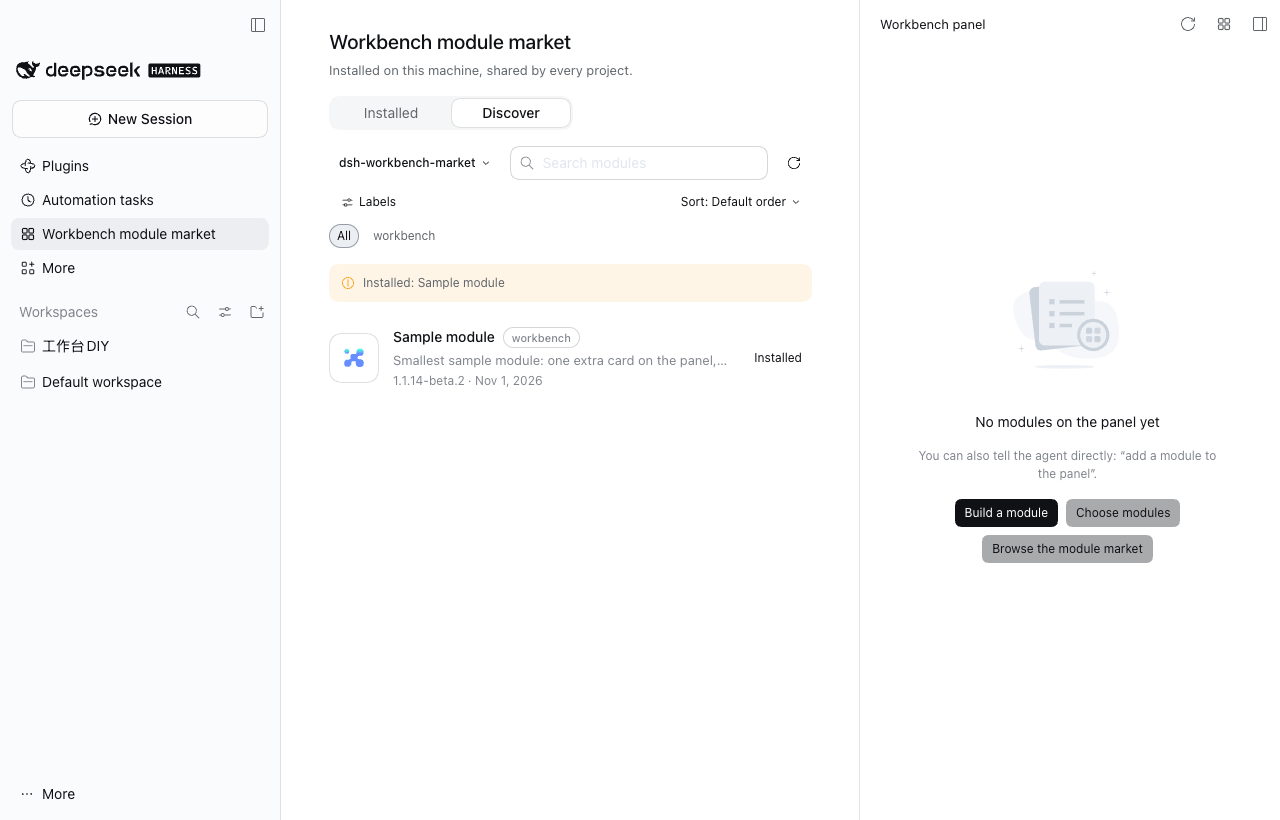 deepseek HARNESS
New Session
Plugins
Automation tasks
Workbench module market
More
Workspaces
工作台 DIY
Default workspace
More
Workbench module market
Installed on this machine, shared by every project.
Installed
Discover
dsh-workbench-market
Search modules
Labels
Sort: Default order
All
workbench
Installed: Sample module
Sample module
workbench
Smallest sample module: one extra card on the panel,...
Installed
1.1.14-beta.2 · Nov 1, 2026
Workbench panel
No modules on the panel yet
You can also tell the agent directly: “add a module to
the panel”.
Build a module
Choose modules
Browse the module market